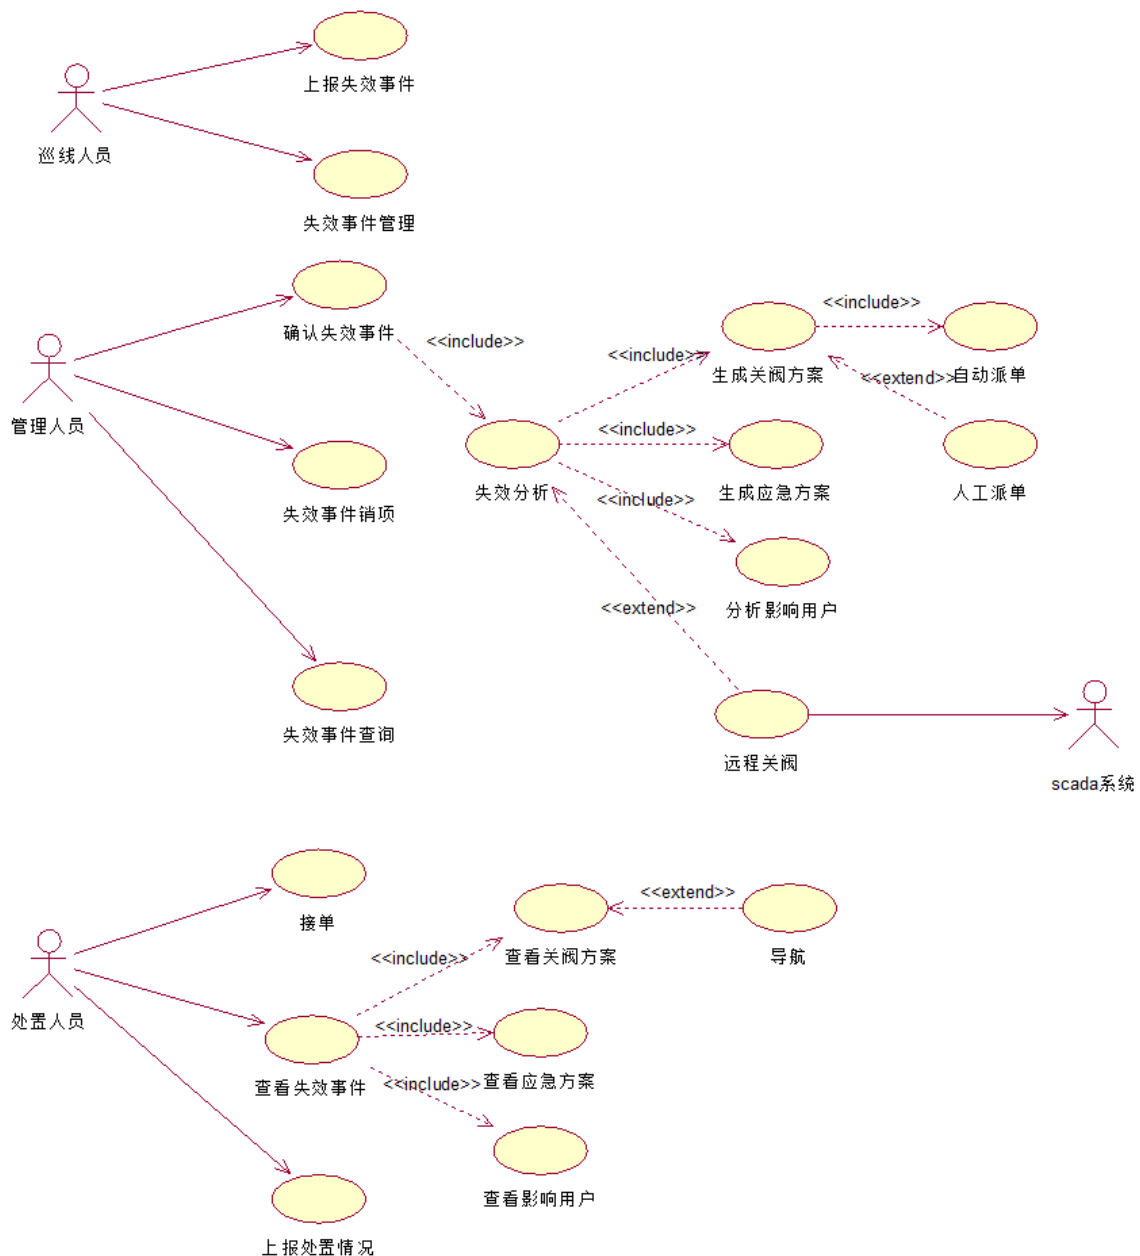 上报失效事件
巡线人员
失效事件管理
确认失效事件
<<include>>
<<include>>
<<include>>
生成关阀方案
自动派单
<<extend>>
管理人员
<<include>>
失效事件销项
失效分析
生成应急方案
人工派单
<<include>>
分析影响用户
<<extend>>
失效事件查询
远程关阀
scada系统
接单
<<extend>>
查看关阀方案
导航
<<include>>
处置人员
<<include>>
查看失效事件
查看应急方案
<<include>>
查看影响用户
上报处置情况